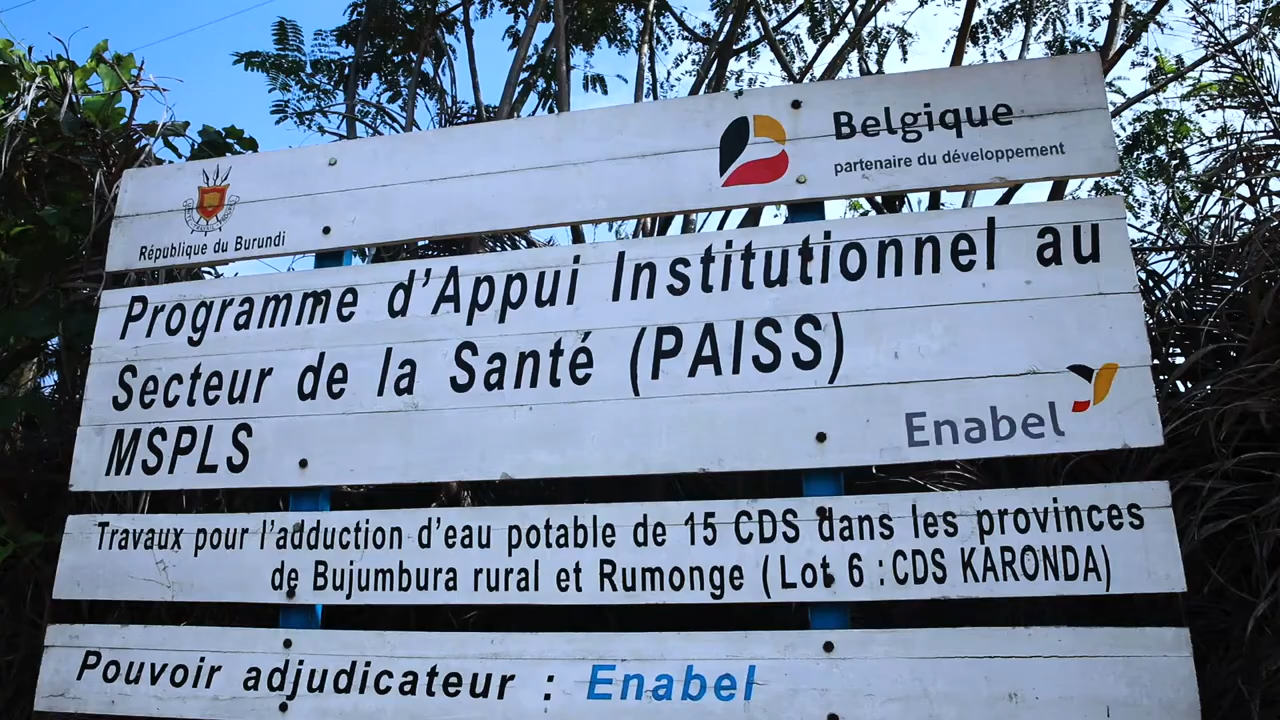 Belgique
partenaire du développement
République du Burundi
Programme d'Appui Institutionnel au
Secteur de la Santé (PAISS)
MSPLS
Enabel
Travaux pour l'adduction d'eau potable de 15 CDS dans les provinces
de Bujumbura rural et Rumonge (Lot 6 : CDS KARONDA)
Pouvoir adjudicateur : Enabel